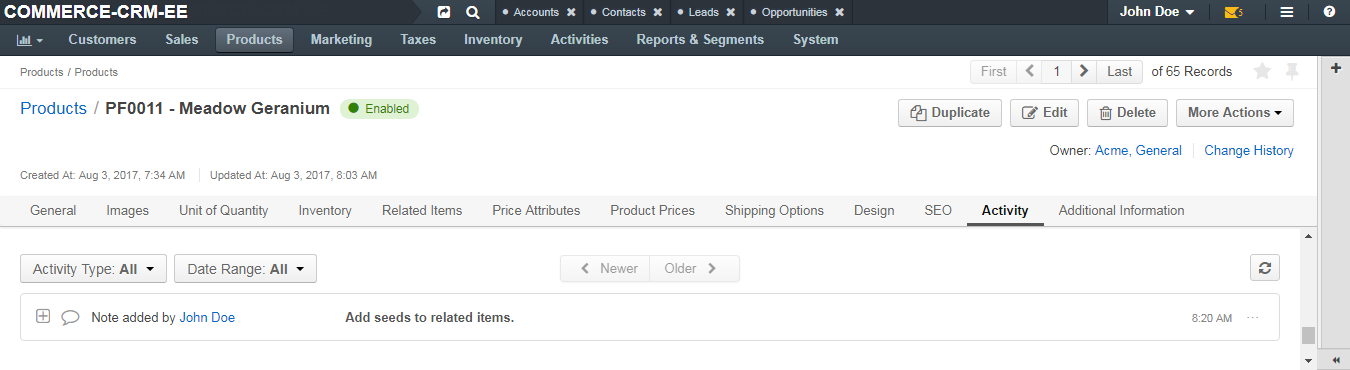 COMMERCE-CRM-EE Accounts Contacts Leads Opportunities John Doe 5
Customers Sales Products Marketing Taxes Inventory Activities Reports & Segments System
Products / Products First 1 Last of 65 Records
Products / PF0011 - Meadow Geranium Enabled Duplicate Edit Delete More Actions
Owner: Acme, General Change History
Created At: Aug 3, 2017, 7:34 AM Updated At: Aug 3, 2017, 8:03 AM
General Images Unit of Quantity Inventory Related Items Price Attributes Product Prices Shipping Options Design SEO Activity Additional Information
Activity Type: All Date Range: All Newer Older
Note added by John Doe Add seeds to related items. 8:20 AM ...